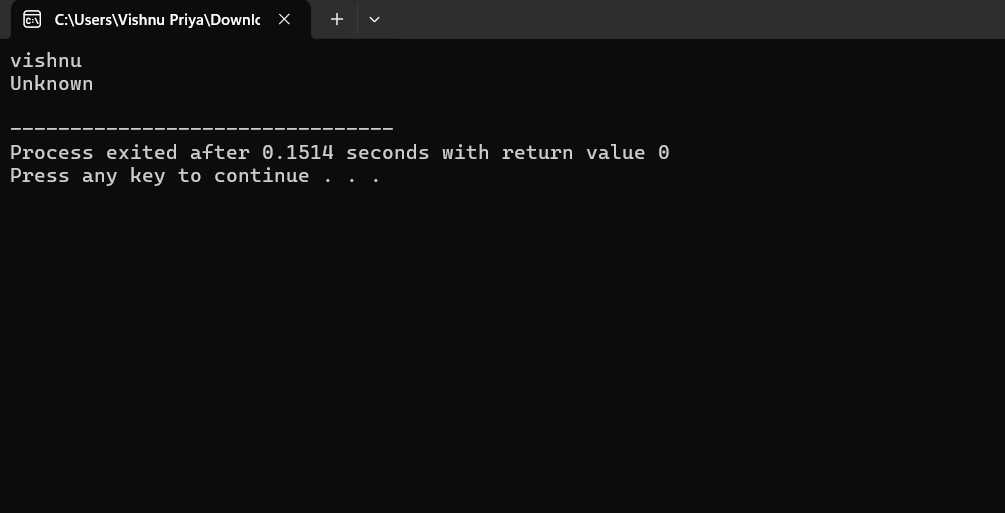 C:\Users\Vishnu Priya\Downlc
vishnu
Unknown
--------------------------------
Process exited after 0.1514 seconds with return value 0
Press any key to continue . . .